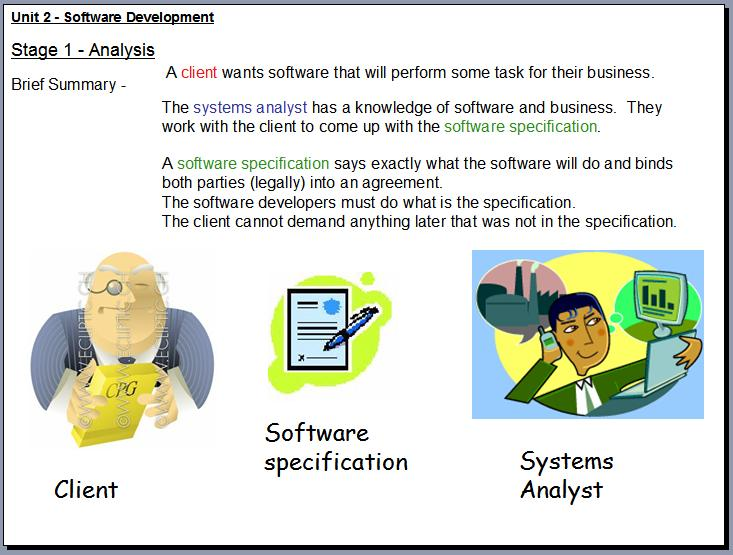 Unit 2 - Software Development
Stage 1 - Analysis
Brief Summary -
A client wants software that will perform some task for their business.
The systems analyst has a knowledge of software and business. They
work with the client to come up with the software specification.
A software specification says exactly what the software will do and binds
both parties (legally) into an agreement.
The software developers must do what is the specification.
The client cannot demand anything later that was not in the specification.
CPG
Software
specification
Systems
Analyst
Client